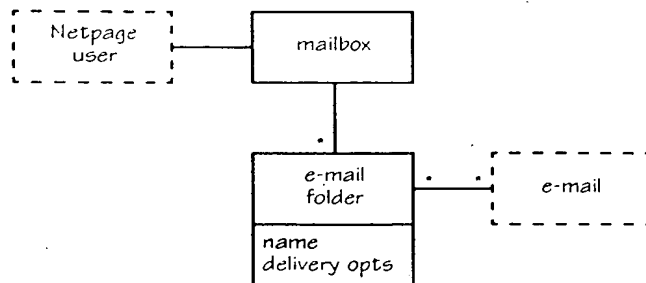 Netpage
user
mailbox
*
e-mail
folder
* *
e-mail
name
delivery opts